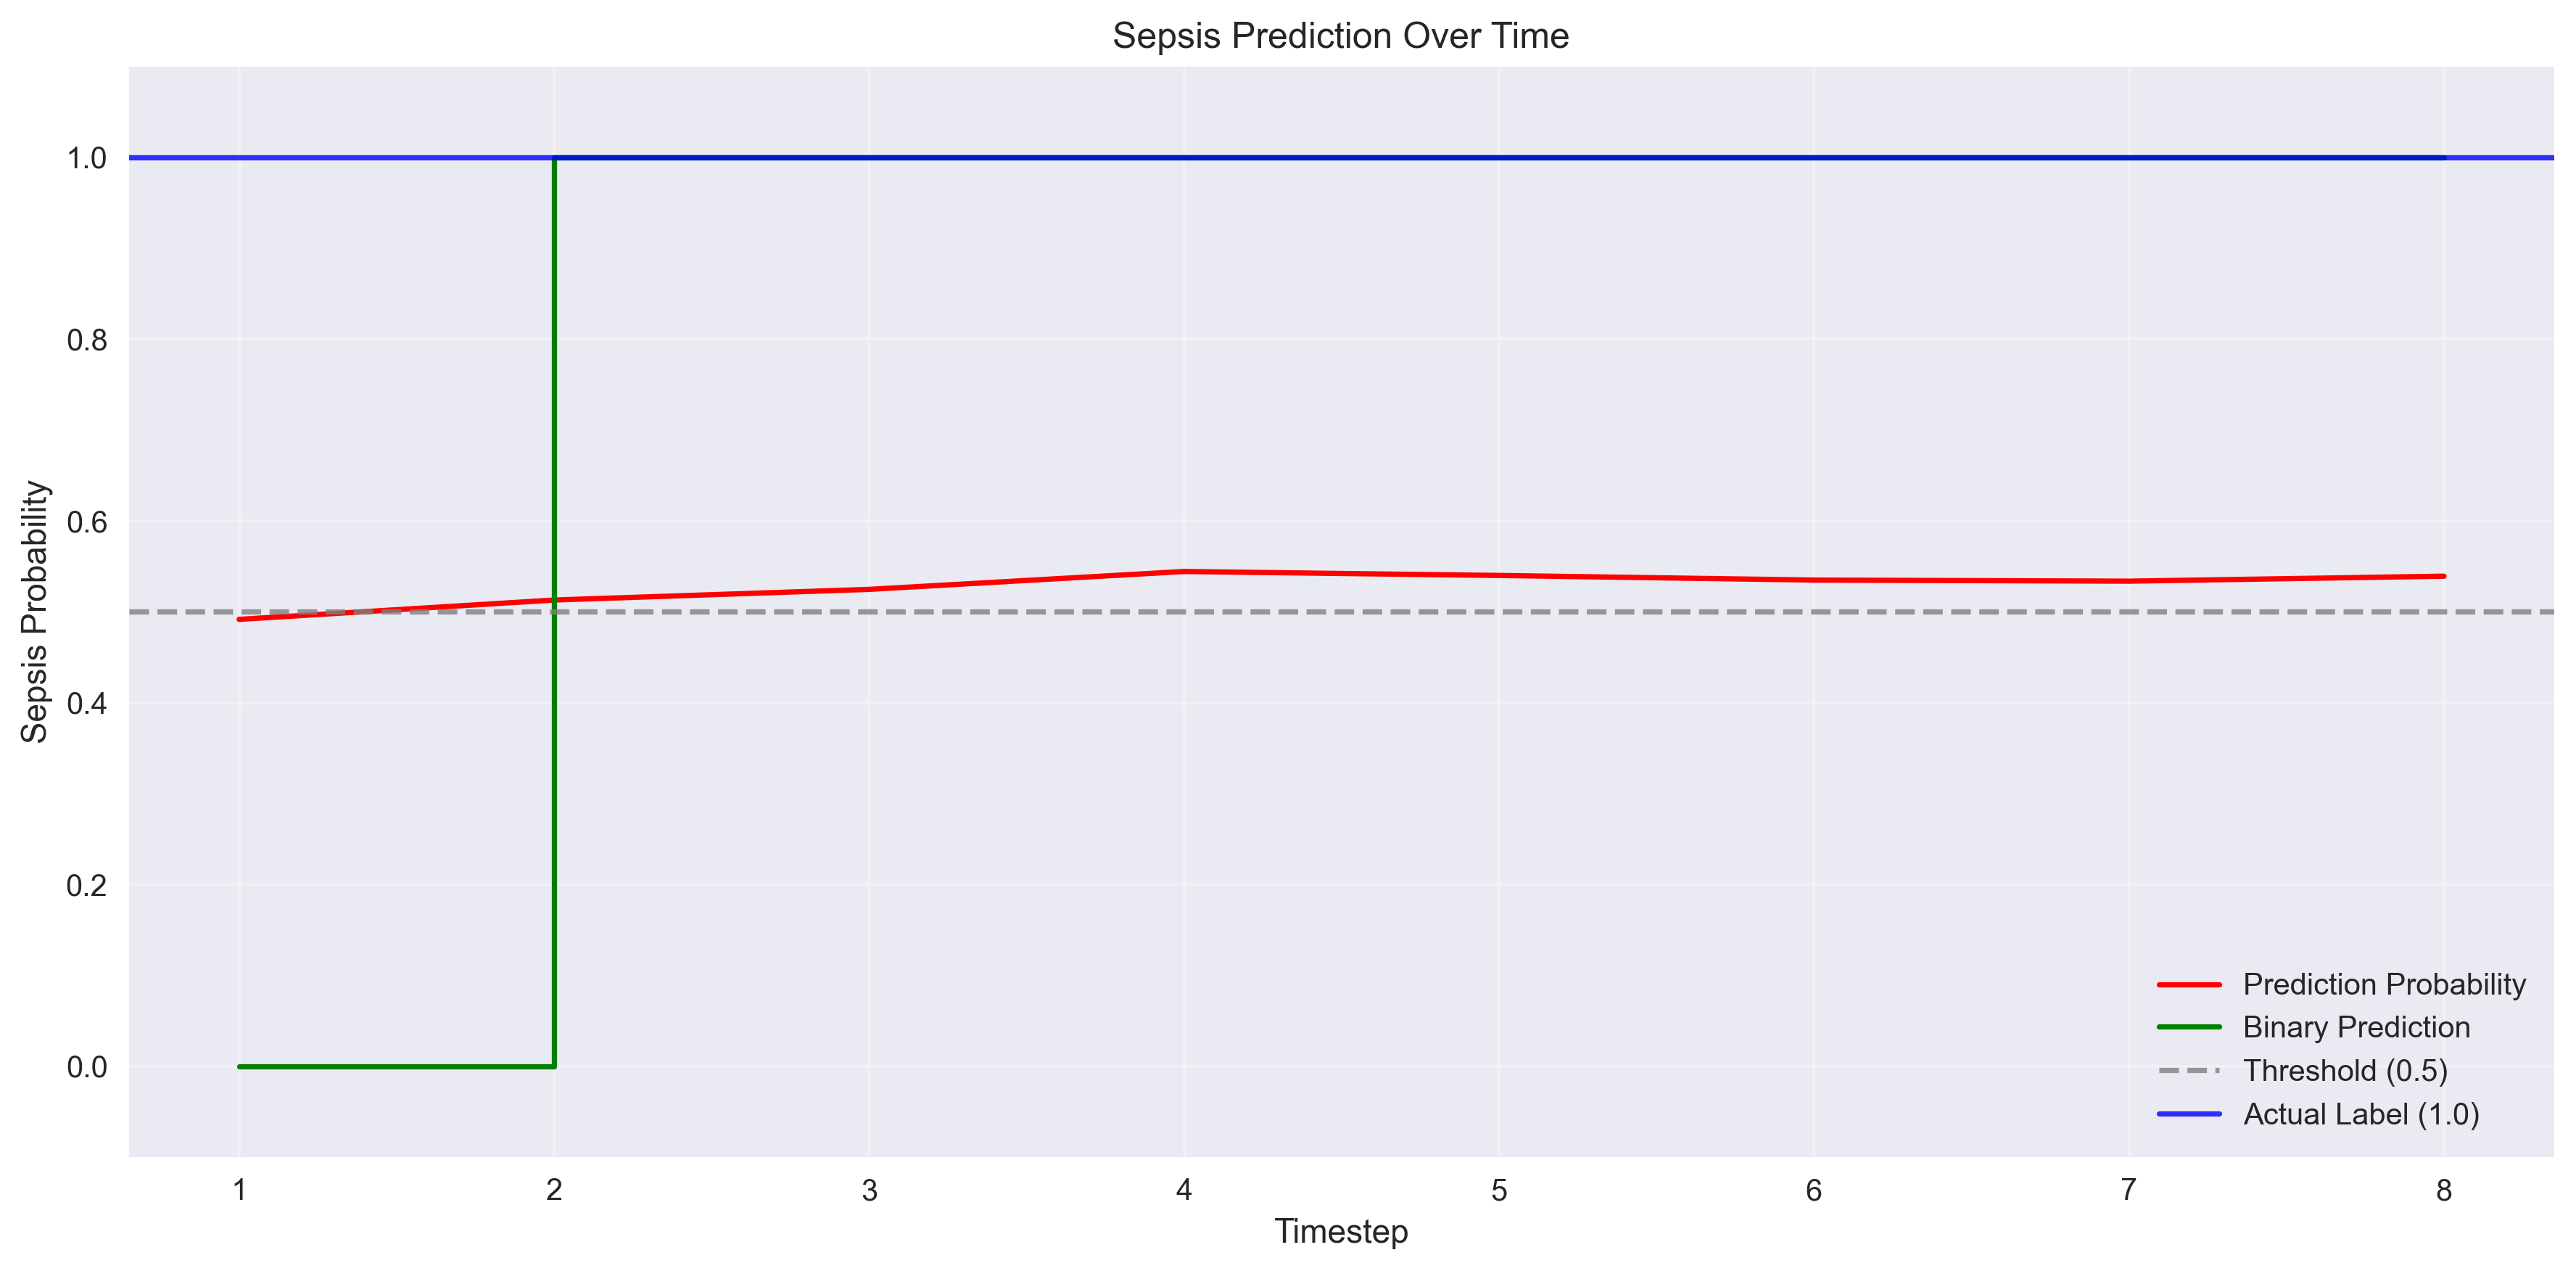 Sepsis Prediction Over Time
1.0
0.8
0.6
0.4
0.2
0.0
Sepsis Probability
Prediction Probability
Binary Prediction
Threshold (0.5)
Actual Label (1.0)
1 2 3 4 5 6 7 8
Timestep